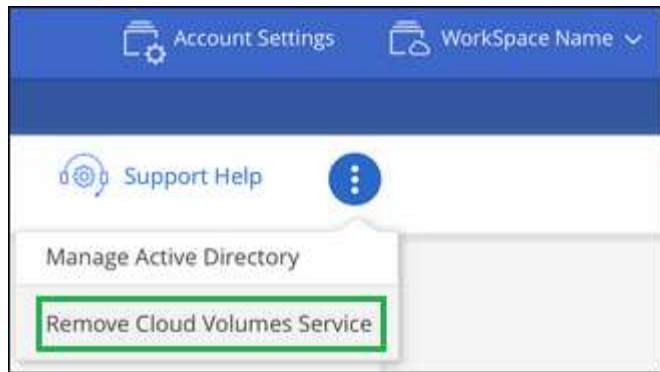 Account Settings WorkSpace Name
Support Help
Manage Active Directory
Remove Cloud Volumes Service